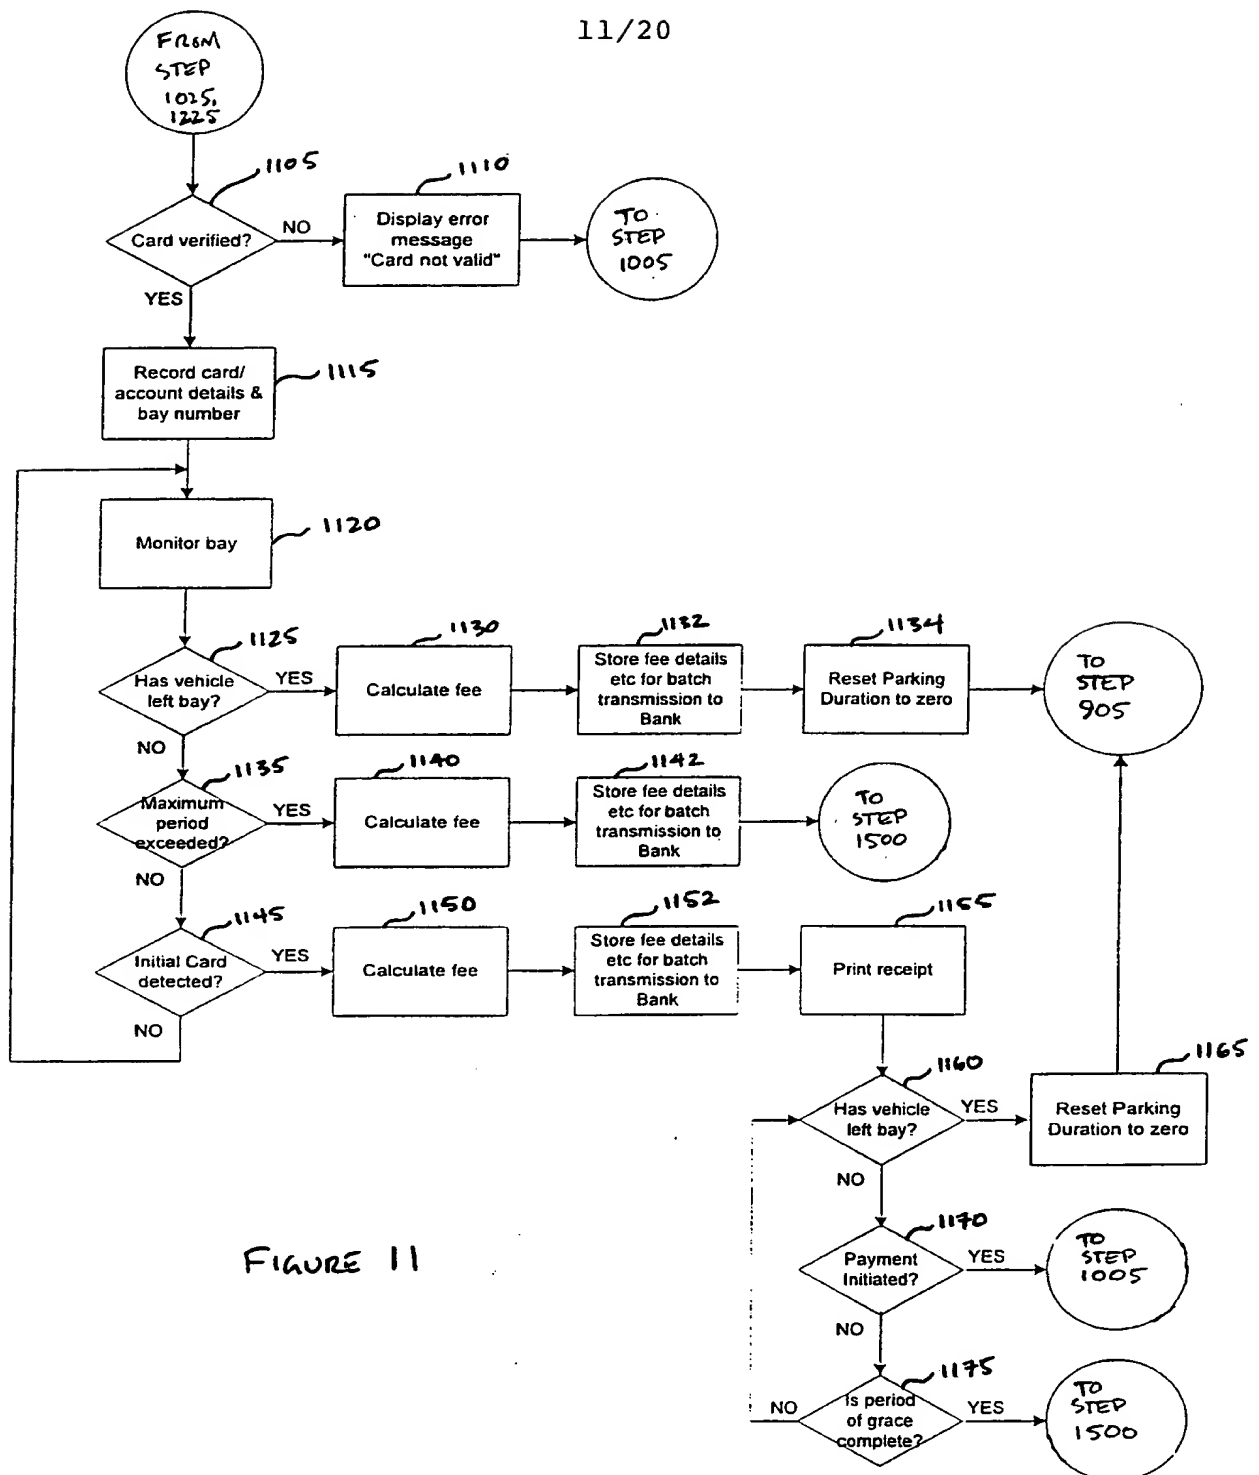 11/20
FROM
STEP
1025,
1225
1105
Card verified?
NO
YES
1110
Display error
message
"Card not valid"
TO
STEP
1005
Record card/
account details &
bay number
1115
Monitor bay
1120
1125
Has vehicle
left bay?
YES
NO
1130
Calculate fee
1132
Store fee details
etc for batch
transmission to
Bank
1134
Reset Parking
Duration to zero
TO
STEP
905
1135
Maximum
period
exceeded?
YES
NO
1140
Calculate fee
1142
Store fee details
etc for batch
transmission to
Bank
TO
STEP
1500
1145
Initial Card
detected?
YES
NO
1150
Calculate fee
1152
Store fee details
etc for batch
transmission to
Bank
1155
Print receipt
1160
Has vehicle
left bay?
YES
NO
1165
Reset Parking
Duration to zero
1170
Payment
Initiated?
YES
NO
TO
STEP
1005
1175
Is period
of grace
complete?
NO
YES
TO
STEP
1500
FIGURE 11